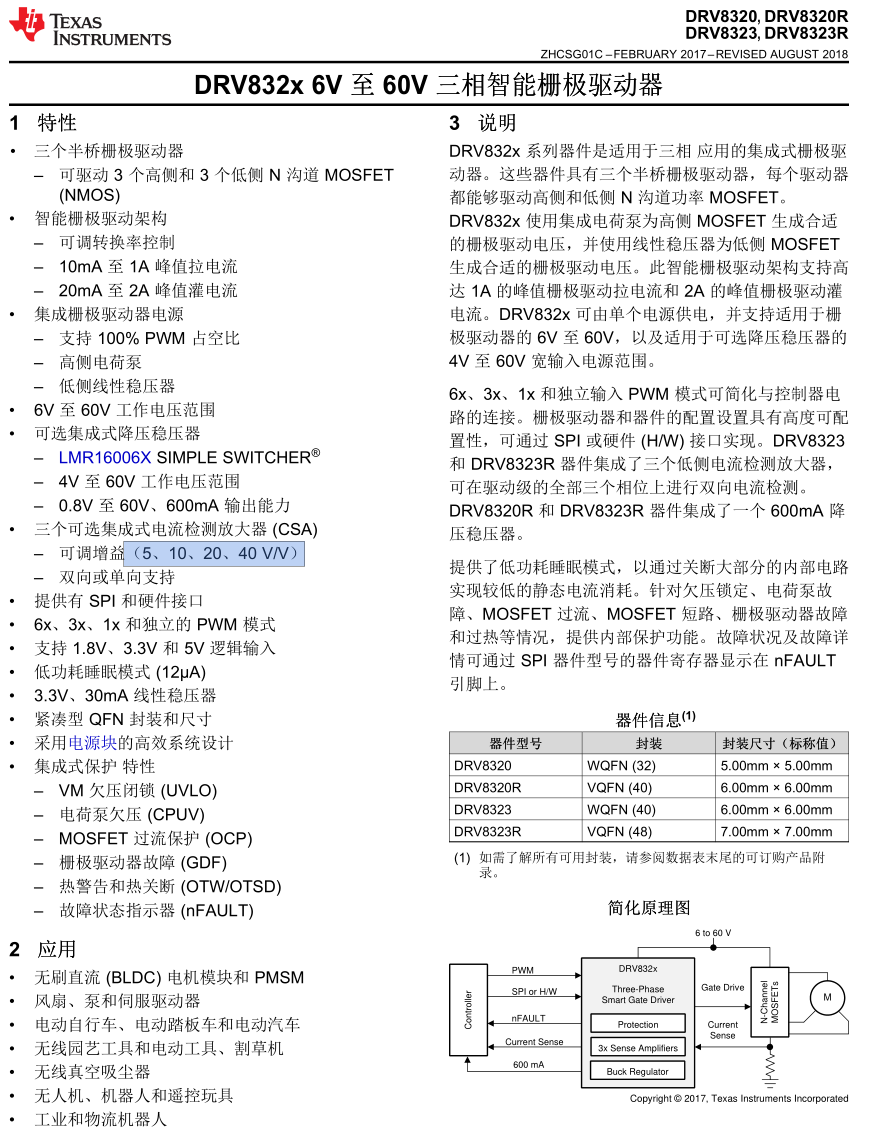 TEXAS
INSTRUMENTS
DRV8320, DRV8320R
DRV8323, DRV8323R
ZHCSG01C –FEBRUARY 2017–REVISED AUGUST 2018
DRV832x 6V 至 60V 三相智能栅极驱动器
1 特性
• 三个半桥栅极驱动器
– 可驱动 3 个高侧和 3 个低侧 N 沟道 MOSFET
(NMOS)
• 智能栅极驱动架构
– 可调转换率控制
– 10mA 至 1A 峰值拉电流
– 20mA 至 2A 峰值灌电流
• 集成栅极驱动器电源
– 支持 100% PWM 占空比
– 高侧电荷泵
– 低侧线性稳压器
• 6V 至 60V 工作电压范围
• 可选集成式降压稳压器
– LMR16006X SIMPLE SWITCHER®
– 4V 至 60V 工作电压范围
– 0.8V 至 60V、600mA 输出能力
• 三个可选集成式电流检测放大器 (CSA)
– 可调增益（5、10、20、40 V/V）
– 双向或单向支持
• 提供有 SPI 和硬件接口
• 6x、3x、1x 和独立的 PWM 模式
• 支持 1.8V、3.3V 和 5V 逻辑输入
• 低功耗睡眠模式 (12µA)
• 3.3V、30mA 线性稳压器
• 紧凑型 QFN 封装和尺寸
• 采用电源块的高效系统设计
• 集成式保护 特性
– VM 欠压闭锁 (UVLO)
– 电荷泵欠压 (CPUV)
– MOSFET 过流保护 (OCP)
– 栅极驱动器故障 (GDF)
– 热警告和热关断 (OTW/OTSD)
– 故障状态指示器 (nFAULT)
2 应用
• 无刷直流 (BLDC) 电机模块和 PMSM
• 风扇、泵和伺服驱动器
• 电动自行车、电动踏板车和电动汽车
• 无线园艺工具和电动工具、割草机
• 无线真空吸尘器
• 无人机、机器人和遥控玩具
• 工业和物流机器人
3 说明
DRV832x 系列器件是适用于三相 应用的集成式栅极驱
动器。这些器件具有三个半桥栅极驱动器，每个驱动器
都能够驱动高侧和低侧 N 沟道功率 MOSFET。
DRV832x 使用集成电荷泵为高侧 MOSFET 生成合适
的栅极驱动电压，并使用线性稳压器为低侧 MOSFET
生成合适的栅极驱动电压。此智能栅极驱动架构支持高
达 1A 的峰值栅极驱动拉电流和 2A 的峰值栅极驱动灌
电流。DRV832x 可由单个电源供电，并支持适用于栅
极驱动器的 6V 至 60V，以及适用于可选降压稳压器的
4V 至 60V 宽输入电源范围。
6x、3x、1x 和独立输入 PWM 模式可简化与控制器电
路的连接。栅极驱动器和器件的配置设置具有高度可配
置性，可通过 SPI 或硬件 (H/W) 接口实现。DRV8323
和 DRV8323R 器件集成了三个低侧电流检测放大器，
可在驱动级的全部三个相位上进行双向电流检测。
DRV8320R 和 DRV8323R 器件集成了一个 600mA 降
压稳压器。
提供了低功耗睡眠模式，以通过关断大部分的内部电路
实现较低的静态电流消耗。针对欠压锁定、电荷泵故
障、MOSFET 过流、MOSFET 短路、栅极驱动器故障
和过热等情况，提供内部保护功能。故障状况及故障详
情可通过 SPI 器件型号的器件寄存器显示在 nFAULT
引脚上。
器件信息(1)
器件型号 封装 封装尺寸（标称值）
DRV8320 WQFN (32) 5.00mm × 5.00mm
DRV8320R VQFN (40) 6.00mm × 6.00mm
DRV8323 WQFN (40) 6.00mm × 6.00mm
DRV8323R VQFN (48) 7.00mm × 7.00mm
(1) 如需了解所有可用封装，请参阅数据表末尾的可订购产品附
录。
简化原理图
6 to 60 V
Controller
PWM
SPI or H/W
nFAULT
Current Sense
600 mA
DRV832x
Three-Phase
Smart Gate Driver
Protection
3x Sense Amplifiers
Buck Regulator
Gate Drive
Current
Sense
N-Channel
MOSFETs
M
Copyright © 2017, Texas Instruments Incorporated